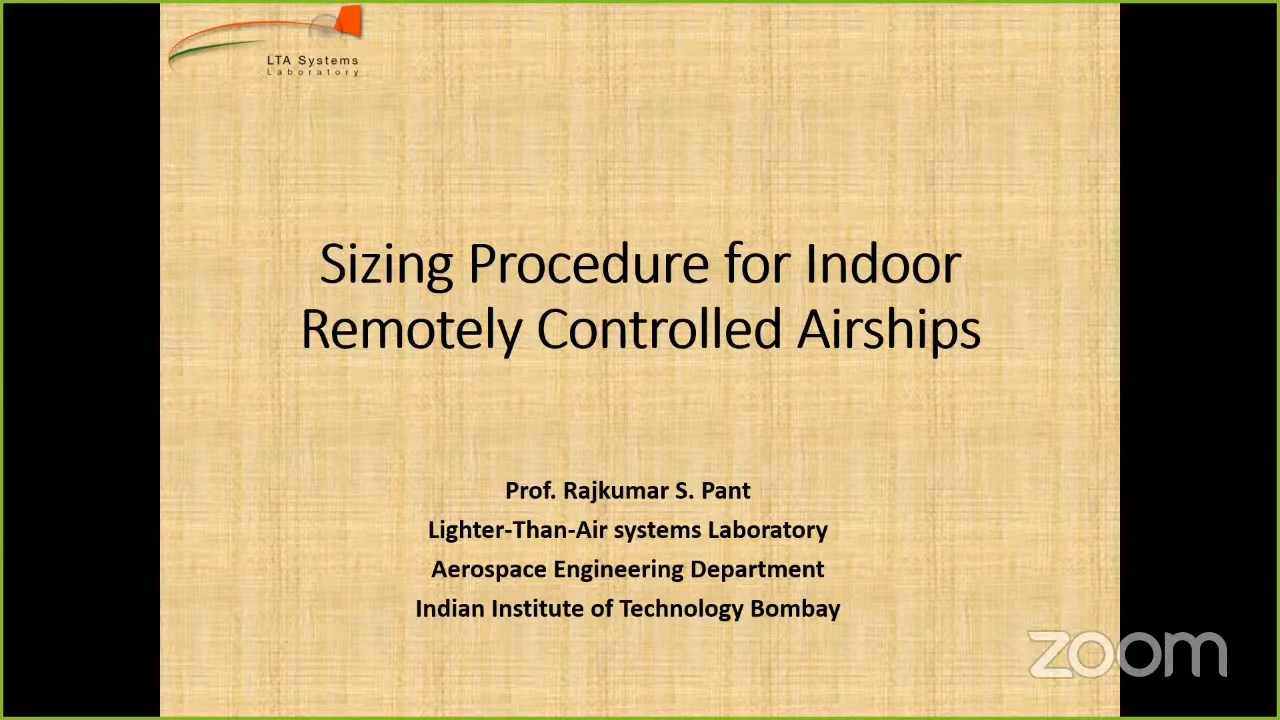 LTA Systems
Laboratory
Sizing Procedure for Indoor
Remotely Controlled Airships
Prof. Rajkumar S. Pant
Lighter-Than-Air systems Laboratory
Aerospace Engineering Department
Indian Institute of Technology Bombay
zoom